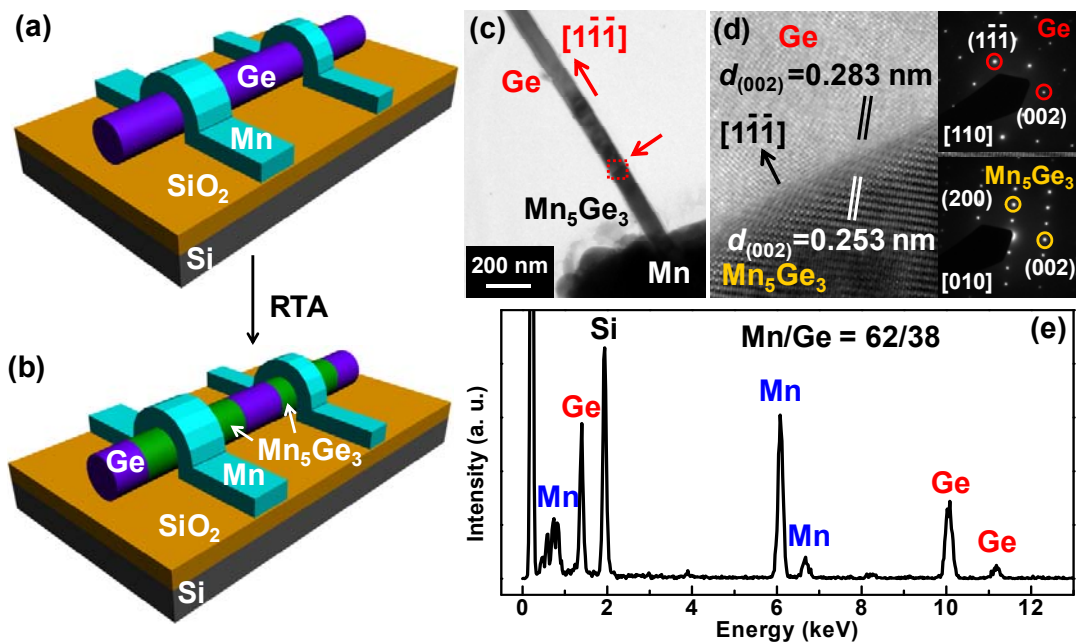 (a)
Ge
Mn
SiO₂
Si
RTA
(b)
Ge
Mn₅Ge₃
Mn
SiO₂
Si
(c)
[11̄1̄]
Ge
Mn₅Ge₃
200 nm
Mn
(d)
Ge
d(002)=0.283 nm
[11̄1̄]
d(002)=0.253 nm
Mn₅Ge₃
Ge
(11̄1̄)
(002)
[110]
Mn₅Ge₃
(200)
(002)
[010]
(e)
Mn/Ge = 62/38
Si
Ge
Mn
Mn
Mn
Ge
Ge
Intensity (a. u.)
0 2 4 6 8 10 12
Energy (keV)